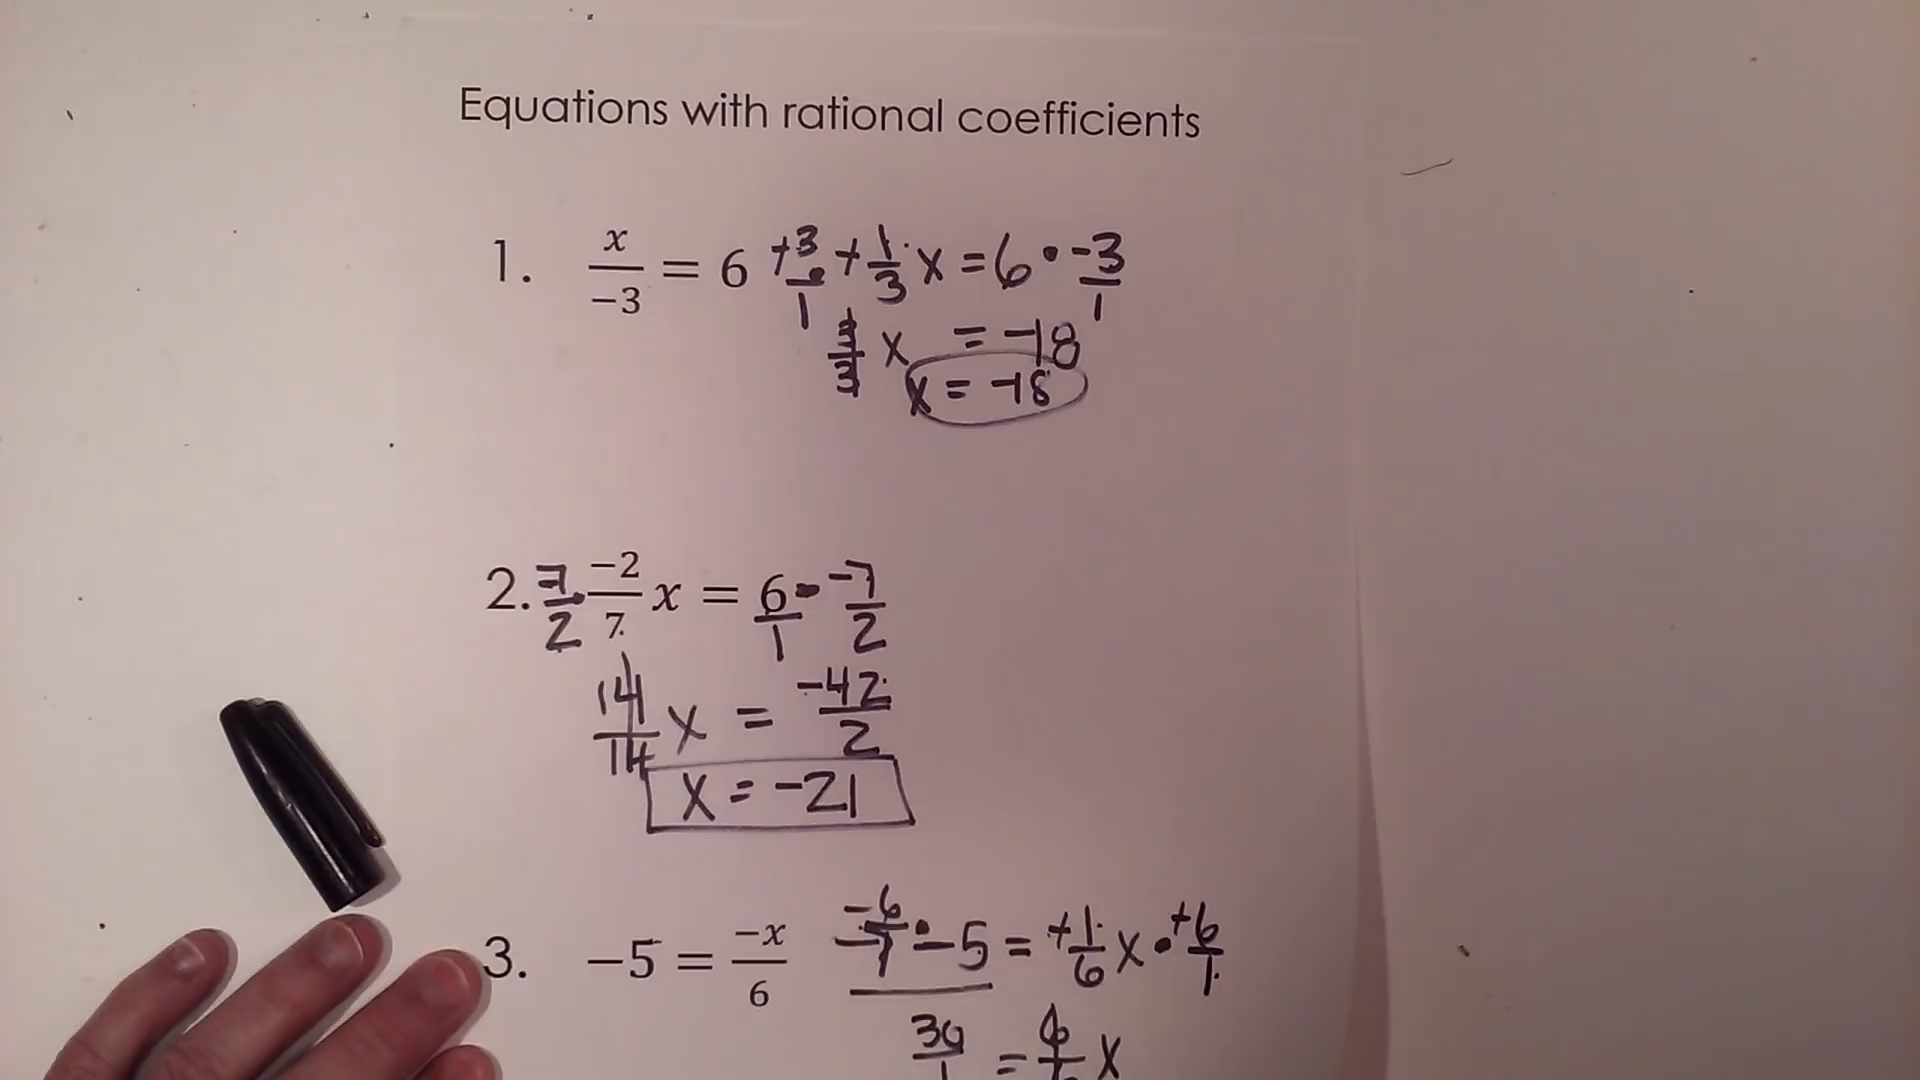 Equations with rational coefficients
1. x/-3 = 6 +3/1 • + 1/3 x = 6 • -3/1
3/3 x = -18
x = -18
2. -7/2 • -2/7 x = 6/1 • -7/2
14/14 x = -42/2
x = -21
3. -5 = -x/6 -6/1 • -5 = +1/6 x • +6/1
30/1 = 6/6 x